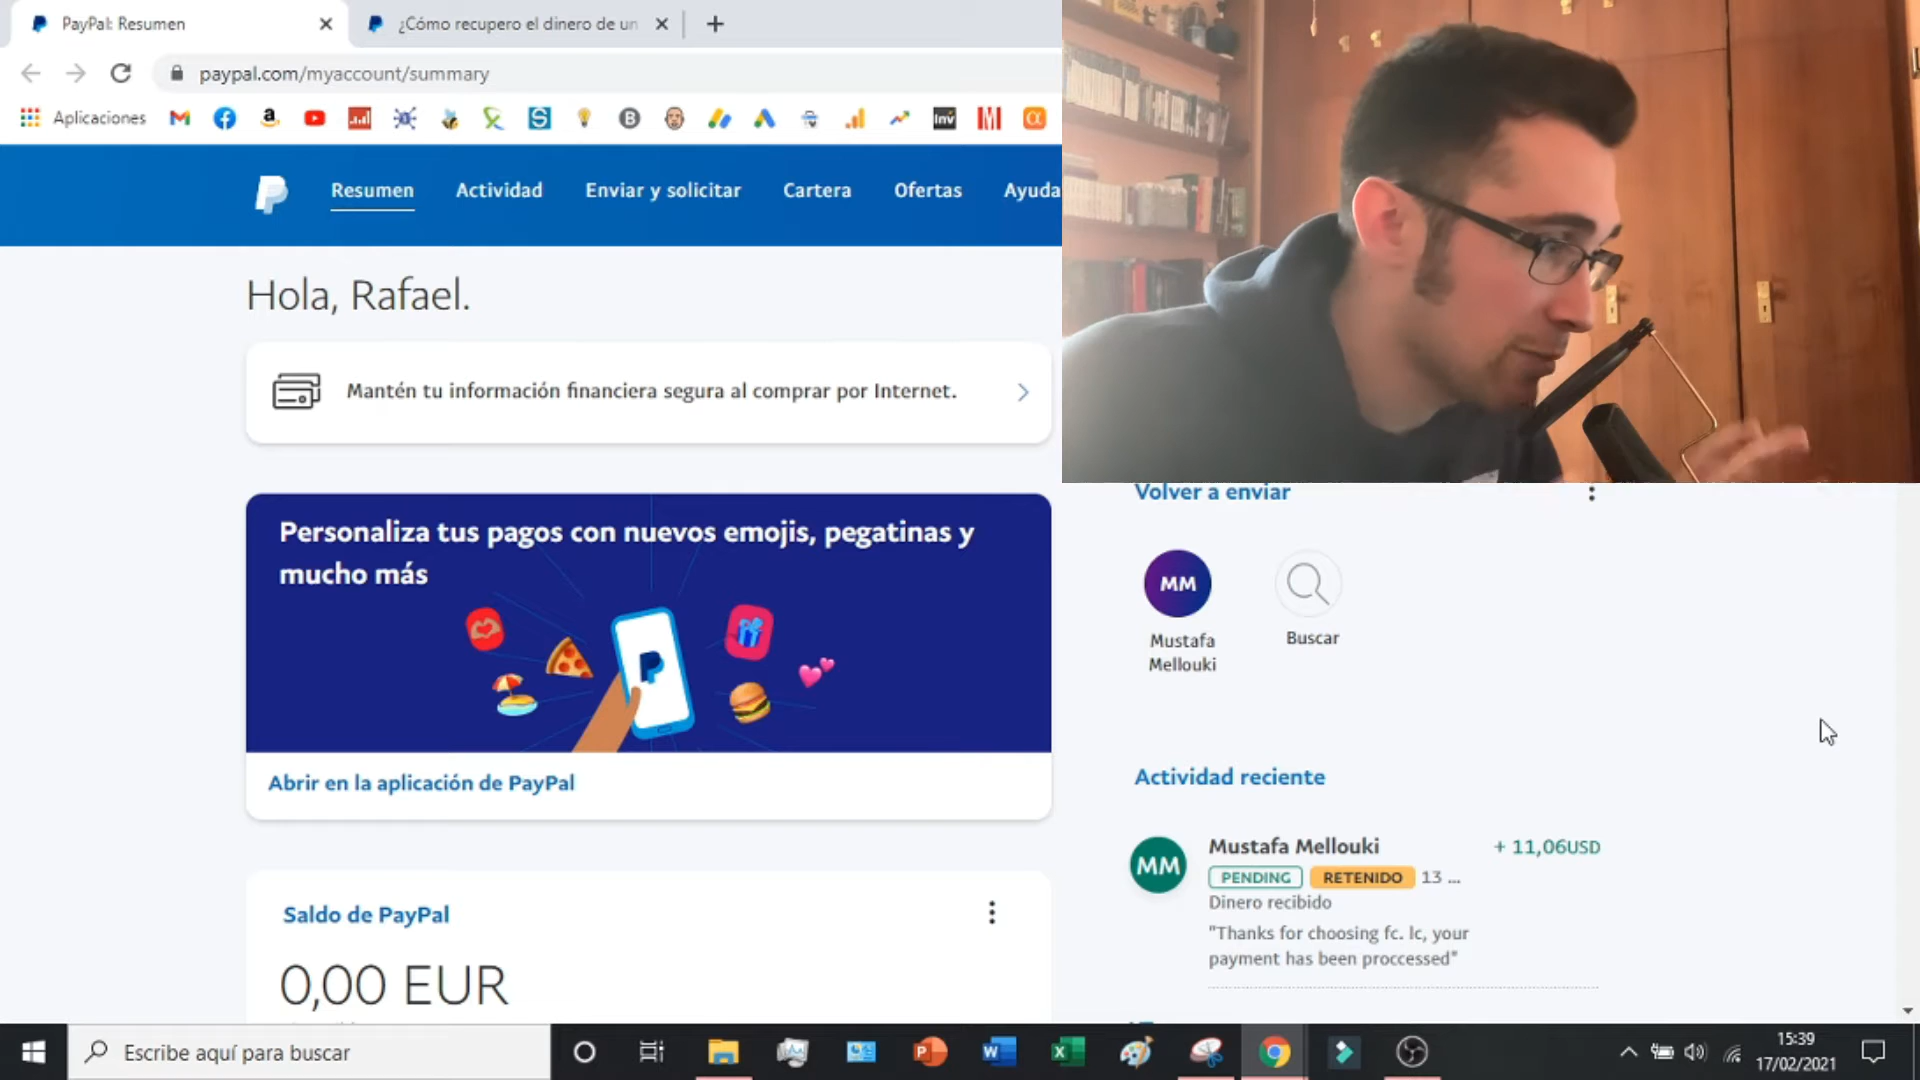 PayPal: Resumen
¿Cómo recupero el dinero de un
paypal.com/myaccount/summary
Aplicaciones
Resumen
Actividad
Enviar y solicitar
Cartera
Ofertas
Ayuda
Hola, Rafael.
Mantén tu información financiera segura al comprar por Internet.
Personaliza tus pagos con nuevos emojis, pegatinas y
mucho más
Abrir en la aplicación de PayPal
Saldo de PayPal
0,00 EUR
Volver a enviar
MM
Mustafa
Mellouki
Buscar
Actividad reciente
MM
Mustafa Mellouki
+ 11,06USD
PENDING
RETENIDO
13 ...
Dinero recibido
"Thanks for choosing fc. lc, your
payment has been proccessed"
Escribe aquí para buscar
15:39
17/02/2021